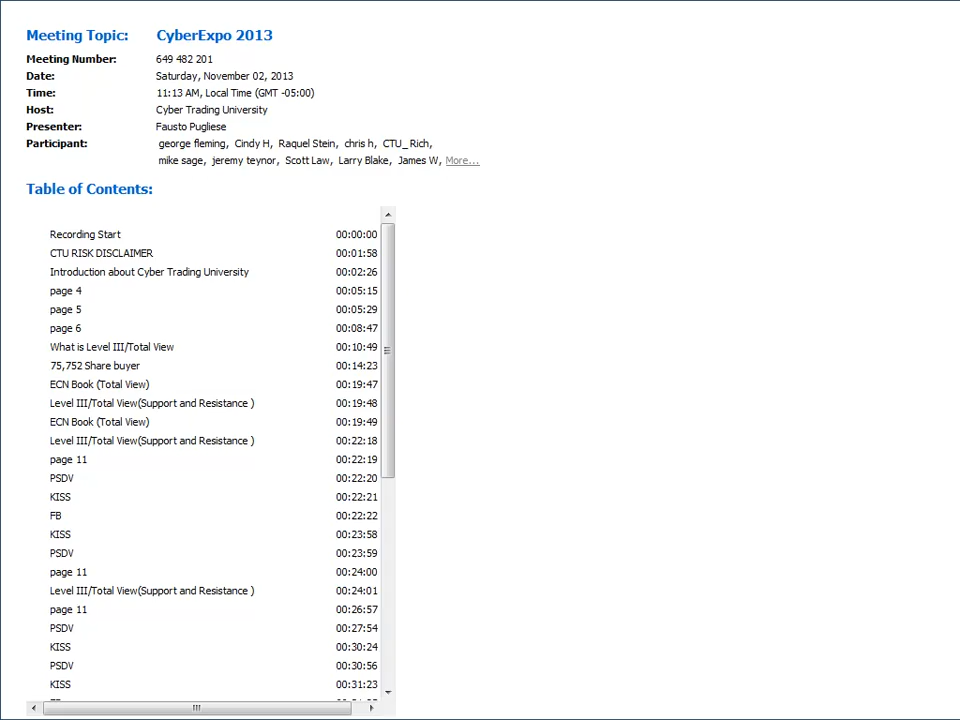 Meeting Topic: CyberExpo 2013
Meeting Number: 649 482 201
Date: Saturday, November 02, 2013
Time: 11:13 AM, Local Time (GMT -05:00)
Host: Cyber Trading University
Presenter: Fausto Pugliese
Participant: george fleming, Cindy H, Raquel Stein, chris h, CTU_Rich,
mike sage, jeremy teynor, Scott Law, Larry Blake, James W, More...
Table of Contents:
Recording Start 00:00:00
CTU RISK DISCLAIMER 00:01:58
Introduction about Cyber Trading University 00:02:26
page 4 00:05:15
page 5 00:05:29
page 6 00:08:47
What is Level III/Total View 00:10:49
75,752 Share buyer 00:14:23
ECN Book (Total View) 00:19:47
Level III/Total View(Support and Resistance ) 00:19:48
ECN Book (Total View) 00:19:49
Level III/Total View(Support and Resistance ) 00:22:18
page 11 00:22:19
PSDV 00:22:20
KISS 00:22:21
FB 00:22:22
KISS 00:23:58
PSDV 00:23:59
page 11 00:24:00
Level III/Total View(Support and Resistance ) 00:24:01
page 11 00:26:57
PSDV 00:27:54
KISS 00:30:24
PSDV 00:30:56
KISS 00:31:23